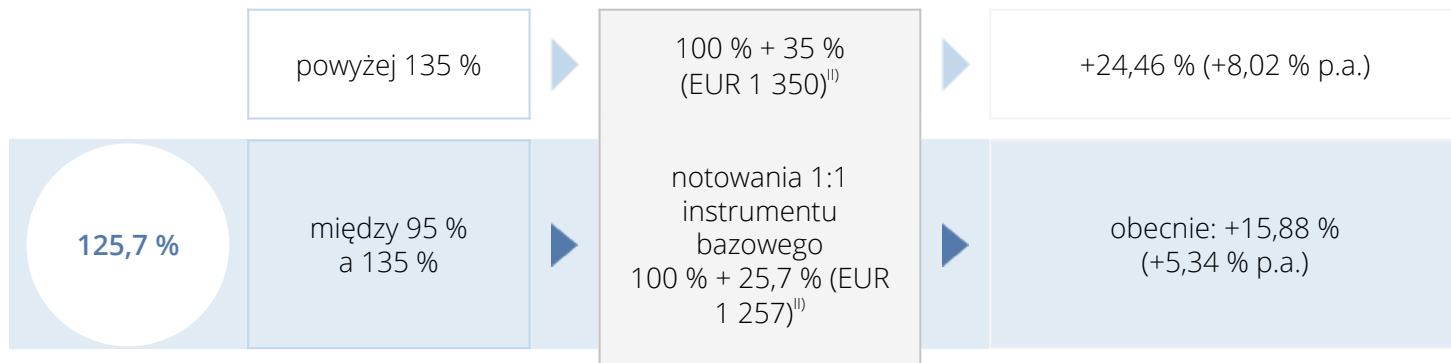 powyżej 135 %
100 % + 35 %
(EUR 1 350)II)
+24,46 % (+8,02 % p.a.)
125,7 %
między 95 %
a 135 %
notowania 1:1
instrumentu
bazowego
100 % + 25,7 % (EUR
1 257)II)
obecnie: +15,88 %
(+5,34 % p.a.)